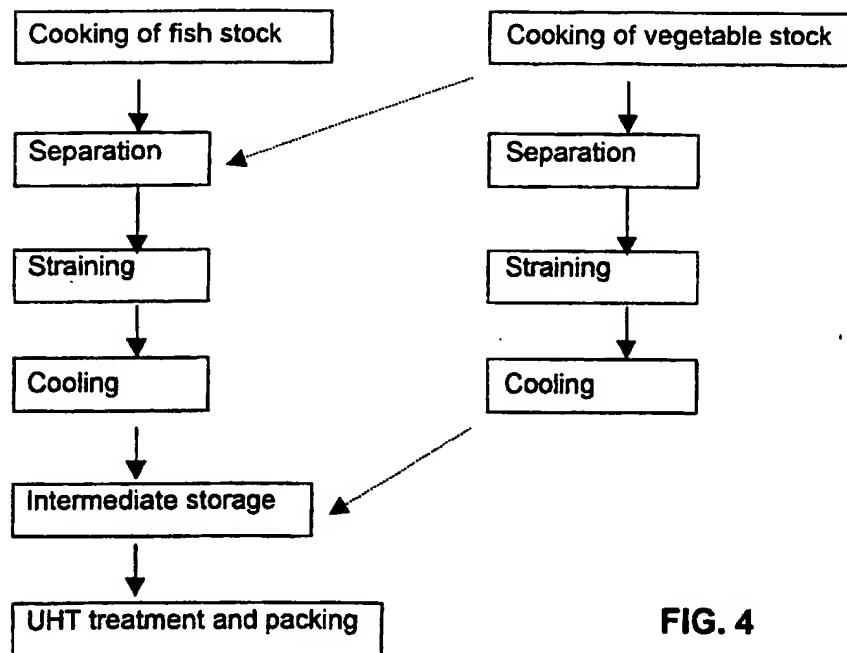 Cooking of fish stock
Cooking of vegetable stock
Separation
Separation
Straining
Straining
Cooling
Cooling
Intermediate storage
UHT treatment and packing
FIG. 4